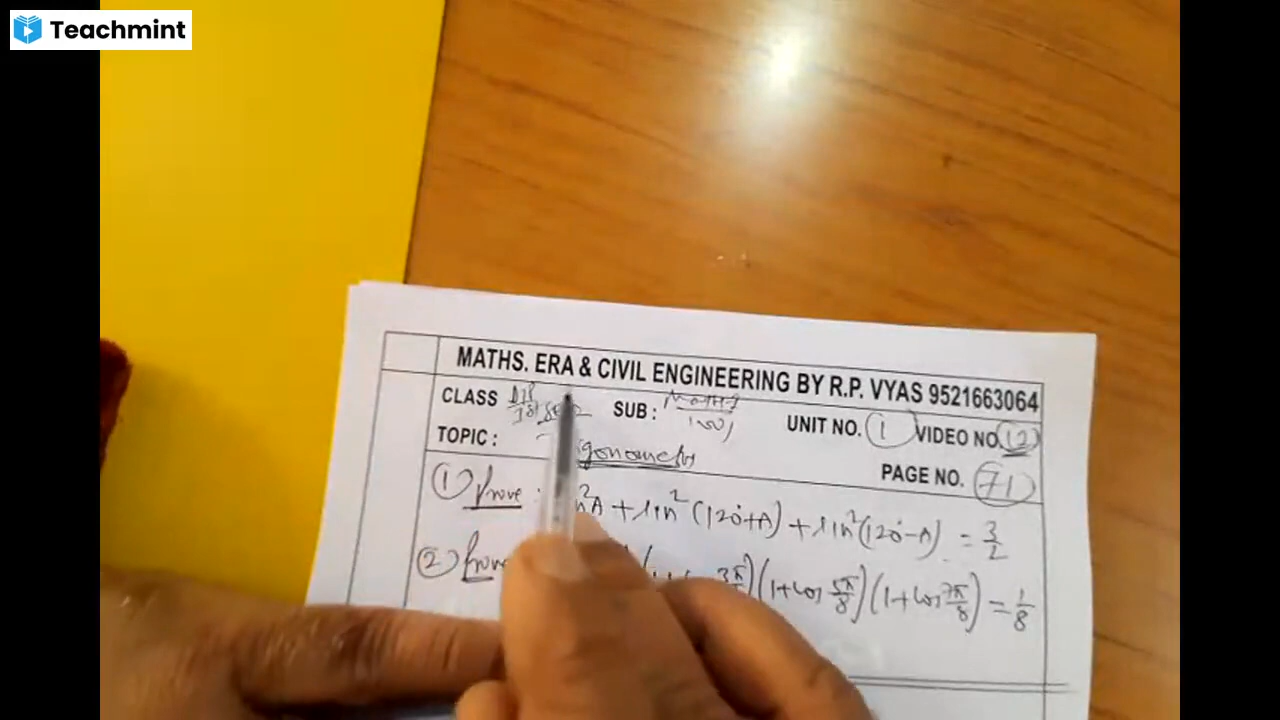 Teachmint
MATHS. ERA & CIVIL ENGINEERING BY R.P. VYAS 9521663064
CLASS SUB : UNIT NO. 1 VIDEO NO. 12
TOPIC : PAGE NO. 71
① Prove : A + sin² (120°+A) + sin² (120°-A) = 3/2
② (1+cos 5π/8) (1+cos 7π/8) = 1/8